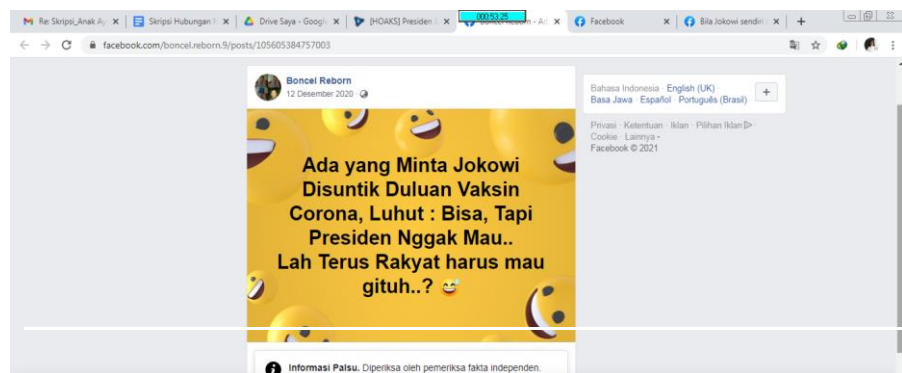 Re: Skripsi_Anak Ay
Skripsi Hubungan
Drive Saya - Googl
[HOAKS] Presiden
000:53:25
Facebook
Bila Jokowi sendiri
facebook.com/boncel.reborn.9/posts/105605384757003
Boncel Reborn
12 Desember 2020 ·
Bahasa Indonesia · English (UK) ·
Basa Jawa · Español · Português (Brasil)
Privasi · Ketentuan · Iklan · Pilihan Iklan ·
Cookie · Lainnya ·
Facebook © 2021
Ada yang Minta Jokowi
Disuntik Duluan Vaksin
Corona, Luhut : Bisa, Tapi
Presiden Nggak Mau..
Lah Terus Rakyat harus mau
gituh..? 😅
Informasi Palsu. Diperiksa oleh pemeriksa fakta independen.